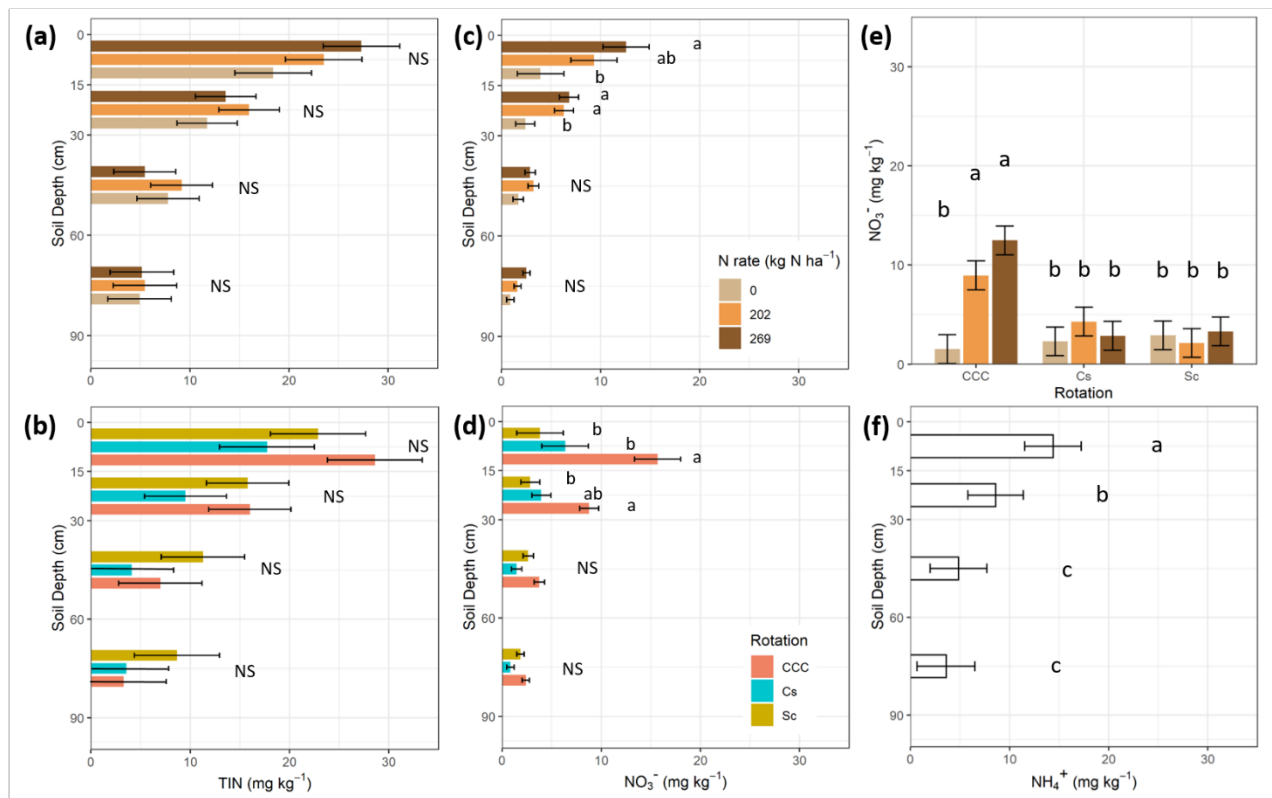 (a)
0
15
30
60
90
Soil Depth (cm)
NS
NS
NS
NS
0 10 20 30
(c)
0
15
30
60
90
Soil Depth (cm)
a
ab
b
a
a
b
NS
NS
N rate (kg N ha⁻¹)
0
202
269
0 10 20 30
(e)
30
20
10
0
NO₃⁻ (mg kg⁻¹)
b a a
b b b
b b b
CCC Cs Sc
Rotation
(b)
0
15
30
60
90
Soil Depth (cm)
NS
NS
NS
NS
0 10 20 30
TIN (mg kg⁻¹)
(d)
0
15
30
60
90
Soil Depth (cm)
b
b
a
b
ab
a
NS
NS
Rotation
CCC
Cs
Sc
0 10 20 30
NO₃⁻ (mg kg⁻¹)
(f)
0
15
30
60
90
Soil Depth (cm)
a
b
c
c
0 10 20 30
NH₄⁺ (mg kg⁻¹)